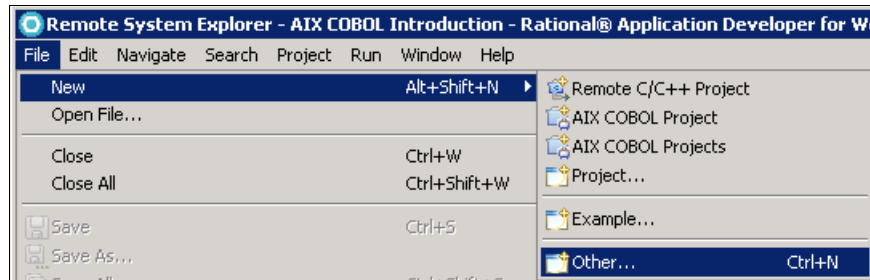 Remote System Explorer - AIX COBOL Introduction - Rational® Application Developer for W
File Edit Navigate Search Project Run Window Help
New Alt+Shift+N
Open File...
Close Ctrl+W
Close All Ctrl+Shift+W
Save Ctrl+S
Save As...
Remote C/C++ Project
AIX COBOL Project
AIX COBOL Projects
Project...
Example...
Other... Ctrl+N